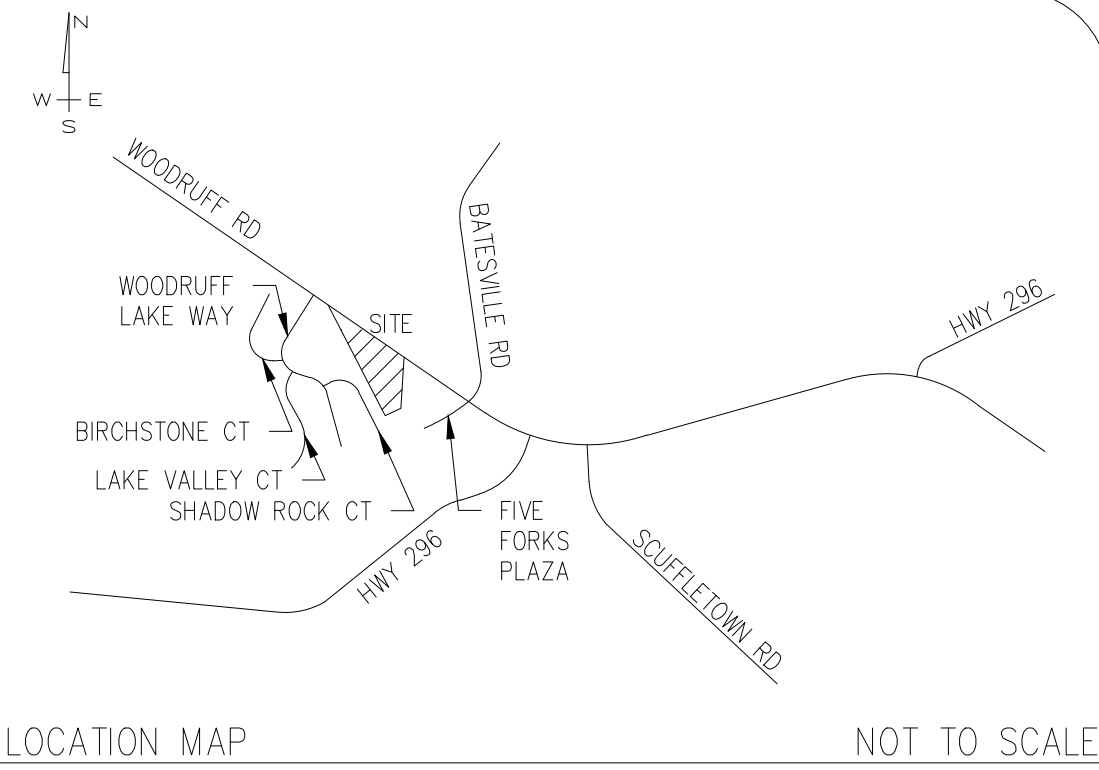 N
W E
S
WOODRUFF RD
BATESVILLE RD
WOODRUFF
LAKE WAY
SITE
HWY 296
BIRCHSTONE CT
LAKE VALLEY CT
SHADOW ROCK CT
FIVE
FORKS
PLAZA
HWY 296
SCUFFLETOWN RD
LOCATION MAP
NOT TO SCALE